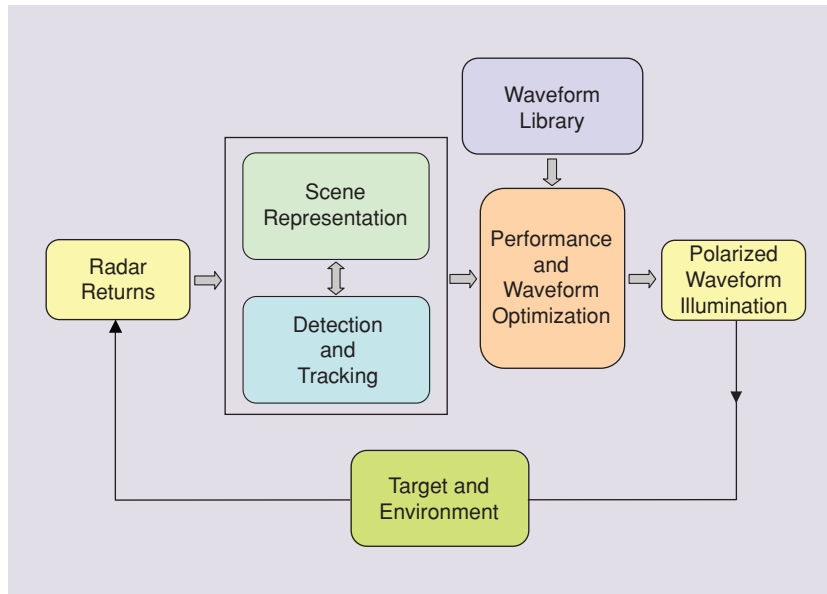 Waveform
Library
Scene
Representation
Performance
and
Waveform
Optimization
Radar
Returns
Polarized
Waveform
Illumination
Detection
and
Tracking
Target and
Environment